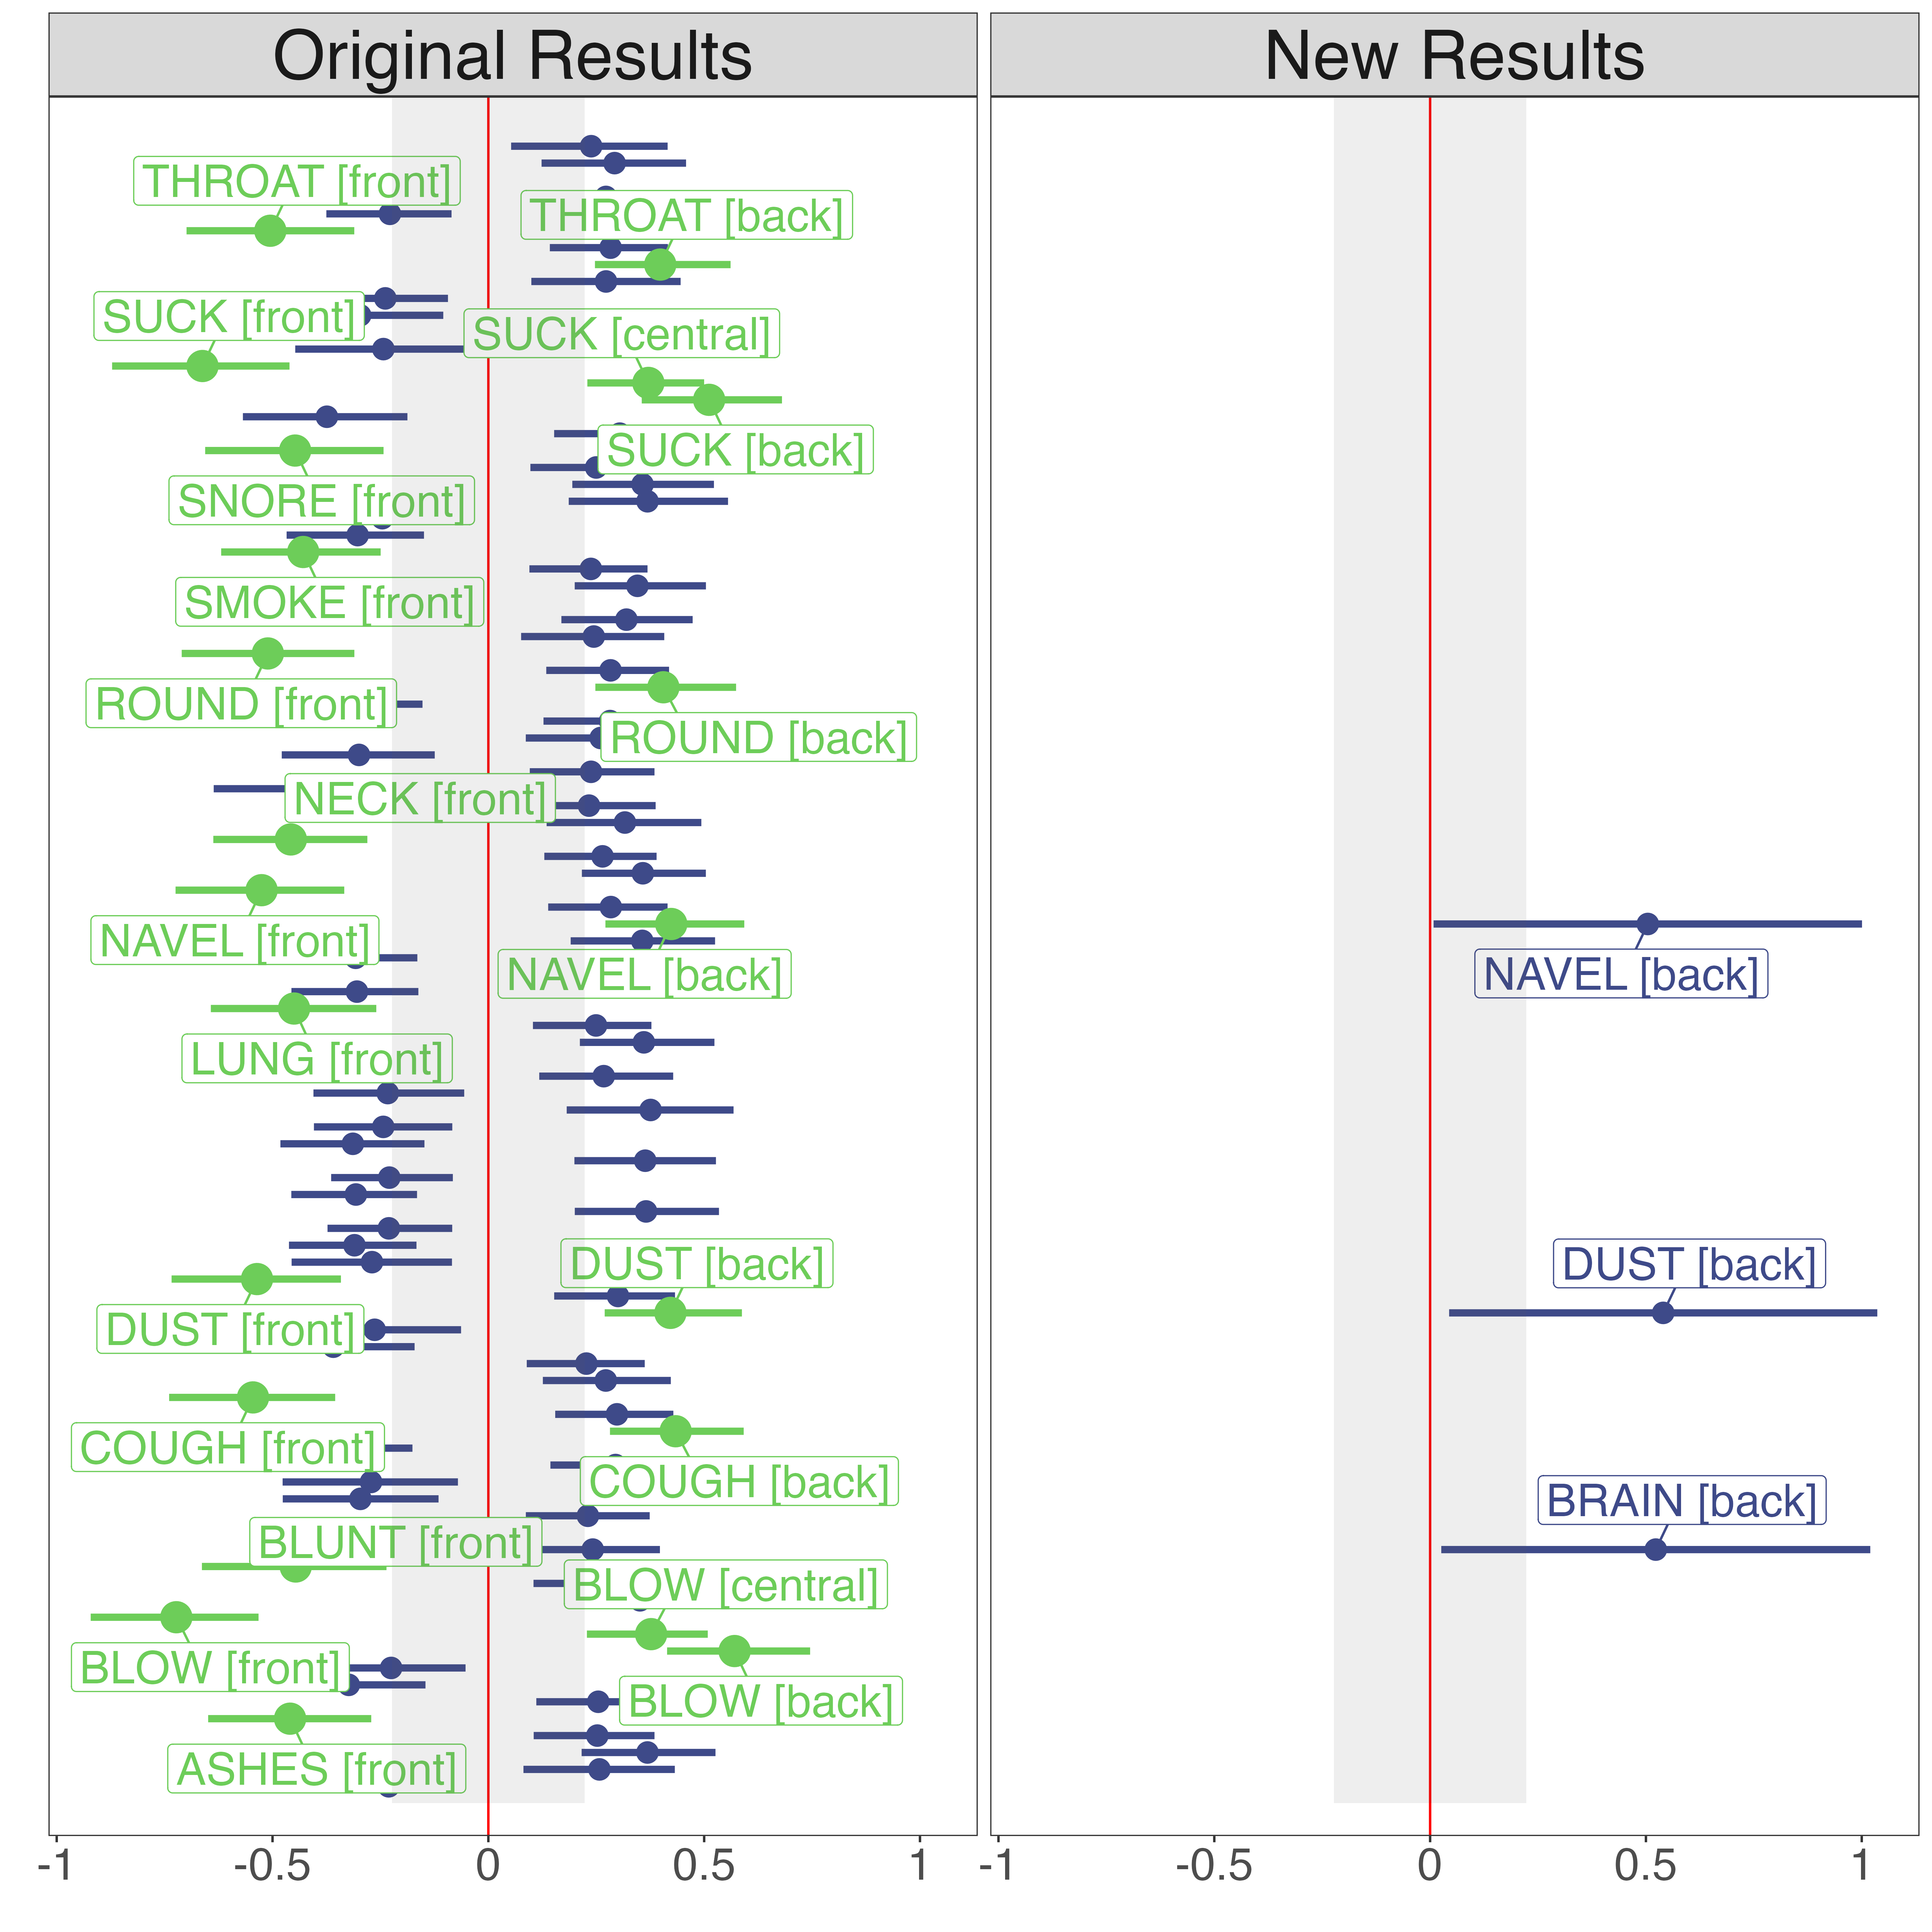 Original Results
THROAT [front]
THROAT [back]
SUCK [front]
SUCK [central]
SUCK [back]
SNORE [front]
SMOKE [front]
ROUND [front]
ROUND [back]
NECK [front]
NAVEL [front]
NAVEL [back]
LUNG [front]
DUST [back]
DUST [front]
COUGH [front]
COUGH [back]
BLUNT [front]
BLOW [central]
BLOW [front]
BLOW [back]
ASHES [front]
-1 -0.5 0 0.5 1
New Results
NAVEL [back]
DUST [back]
BRAIN [back]
-1 -0.5 0 0.5 1